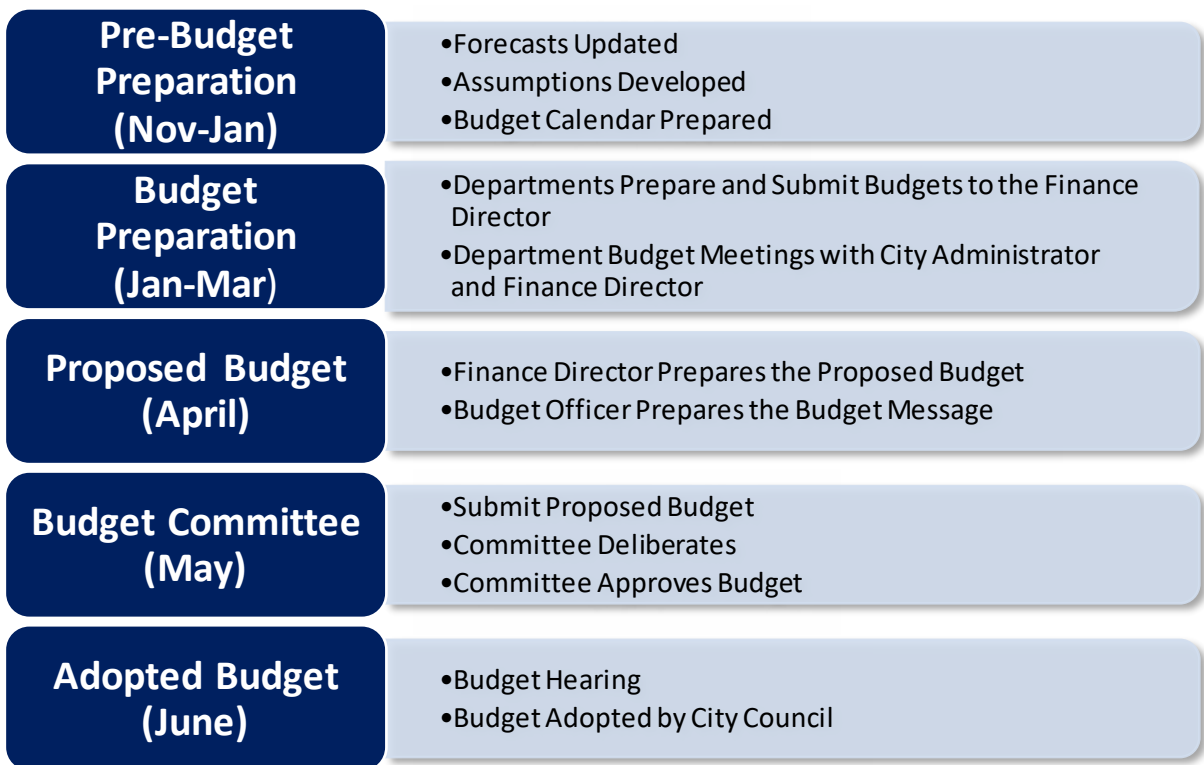 Pre-Budget
Preparation
(Nov-Jan)
•Forecasts Updated
•Assumptions Developed
•Budget Calendar Prepared
Budget
Preparation
(Jan-Mar)
•Departments Prepare and Submit Budgets to the Finance
Director
•Department Budget Meetings with City Administrator
and Finance Director
Proposed Budget
(April)
•Finance Director Prepares the Proposed Budget
•Budget Officer Prepares the Budget Message
Budget Committee
(May)
•Submit Proposed Budget
•Committee Deliberates
•Committee Approves Budget
Adopted Budget
(June)
•Budget Hearing
•Budget Adopted by City Council